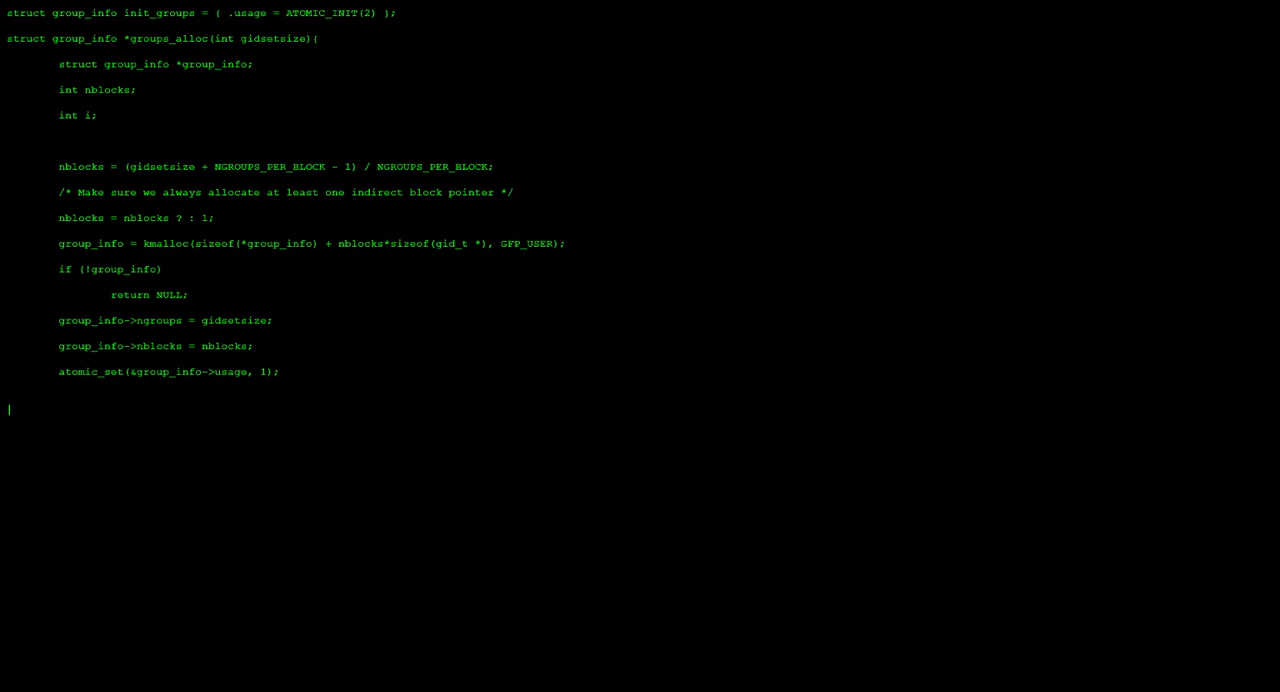 struct group_info init_groups = { .usage = ATOMIC_INIT(2) };
struct group_info *groups_alloc(int gidsetsize){
struct group_info *group_info;
int nblocks;
int i;
nblocks = (gidsetsize + NGROUPS_PER_BLOCK - 1) / NGROUPS_PER_BLOCK;
/* Make sure we always allocate at least one indirect block pointer */
nblocks = nblocks ? : 1;
group_info = kmalloc(sizeof(*group_info) + nblocks*sizeof(gid_t *), GFP_USER);
if (!group_info)
return NULL;
group_info->ngroups = gidsetsize;
group_info->nblocks = nblocks;
atomic_set(&group_info->usage, 1);